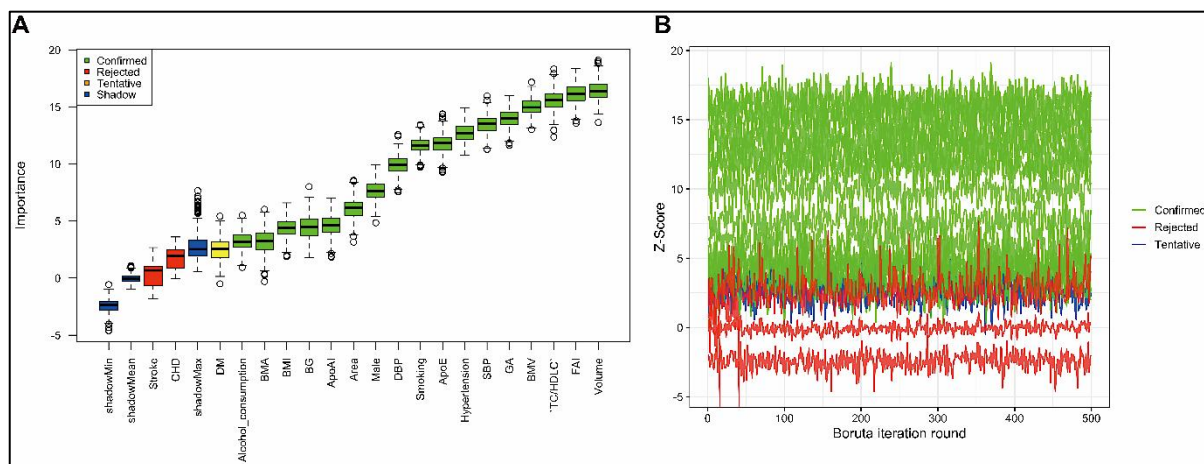 A
Importance
20
15
10
5
0
-5
Confirmed
Rejected
Tentative
Shadow
shadowMin
shadowMean
Stroke
CHD
shadowMax
DM
Alcohol_consumption
BMA
BMI
BG
ApoAI
Area
Male
DBP
Smoking
ApoE
Hypertension
SBP
GA
BMV
`TC/HDLC`
FAI
Volume
B
Z-Score
20
15
10
5
0
-5
0
100
200
300
400
500
Boruta iteration round
Confirmed
Rejected
Tentative